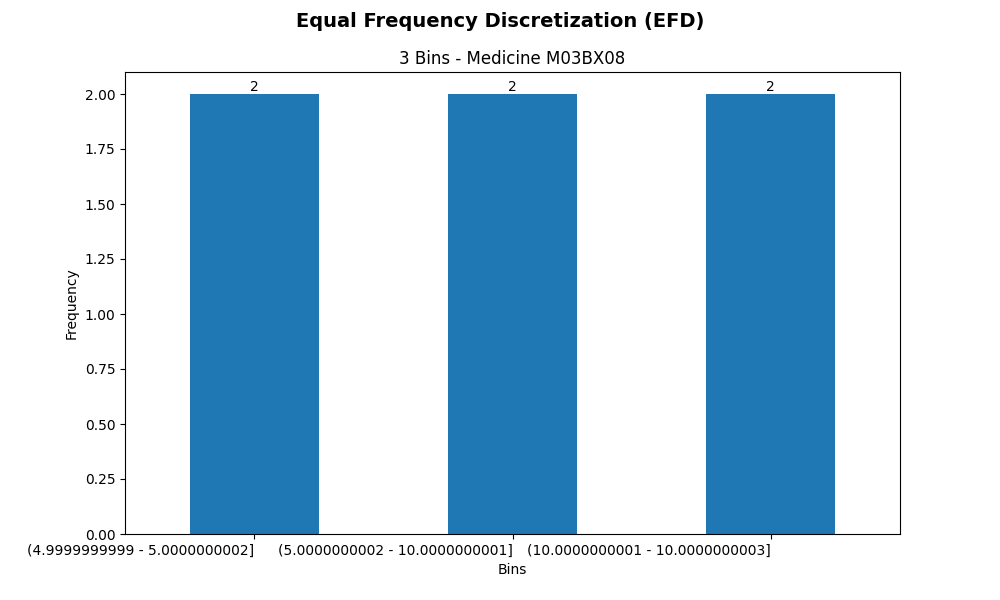 Equal Frequency Discretization (EFD)
3 Bins - Medicine M03BX08
2 2 2
2.00
1.75
1.50
1.25
1.00
0.75
0.50
0.25
0.00
Frequency
(4.9999999999 - 5.0000000002] (5.0000000002 - 10.0000000001] (10.0000000001 - 10.0000000003]
Bins